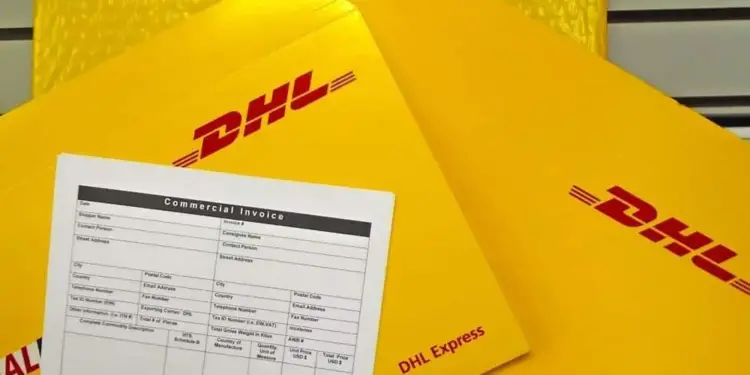 DHL
DHL
Commercial Invoice
Date
Invoice #
Shipper Name
Consignee Name
Contact Person
Contact Person
Street Address
Street Address
City
City
Country
Postal Code
Country
Postal Code
Telephone Number
Email Address
Telephone Number
Email Address
Tax ID Number (EIN)
Fax Number
Tax ID Number (i.e. EIN,VAT)
Fax Number
Exporting Carrier: DHL
Incoterms
Other Information: (i.e. ITN #)
Total # of Pieces
Total Gross Weight in Kilos
AWB #
Complete Commodity Description
HTS, Schedule B
Country of Manufacture
Quantity, Unit of Measure
Unit Price USD $
Total Price USD $
DHL Express
AL